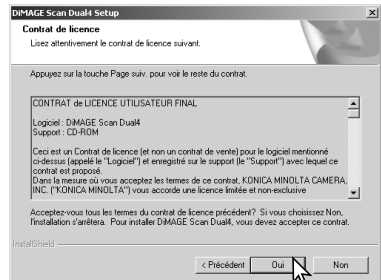 DiMAGE Scan Dual4 Setup
Contrat de licence
Lisez attentivement le contrat de licence suivant.
Appuyez sur la touche Page suiv. pour voir le reste du contrat.
CONTRAT de LICENCE UTILISATEUR FINAL
Logiciel : DiMAGE Scan Dual4
Support : CD-ROM
Ceci est un Contrat de licence (et non un contrat de vente) pour le logiciel mentionné
ci-dessus (appelé le "Logiciel") et enregistré sur le support (le "Support") avec lequel ce
contrat est proposé.
Dans la mesure où vous acceptez les termes de ce contrat, KONICA MINOLTA CAMERA,
INC. ("KONICA MINOLTA") vous accorde une licence limitée et non-exclusive
Acceptez-vous tous les termes du contrat de licence précédent? Si vous choisissez Non,
l'installation s'arrêtera. Pour installer DiMAGE Scan Dual4, vous devez accepter ce contrat.
InstallShield
< Précédent
Oui
Non